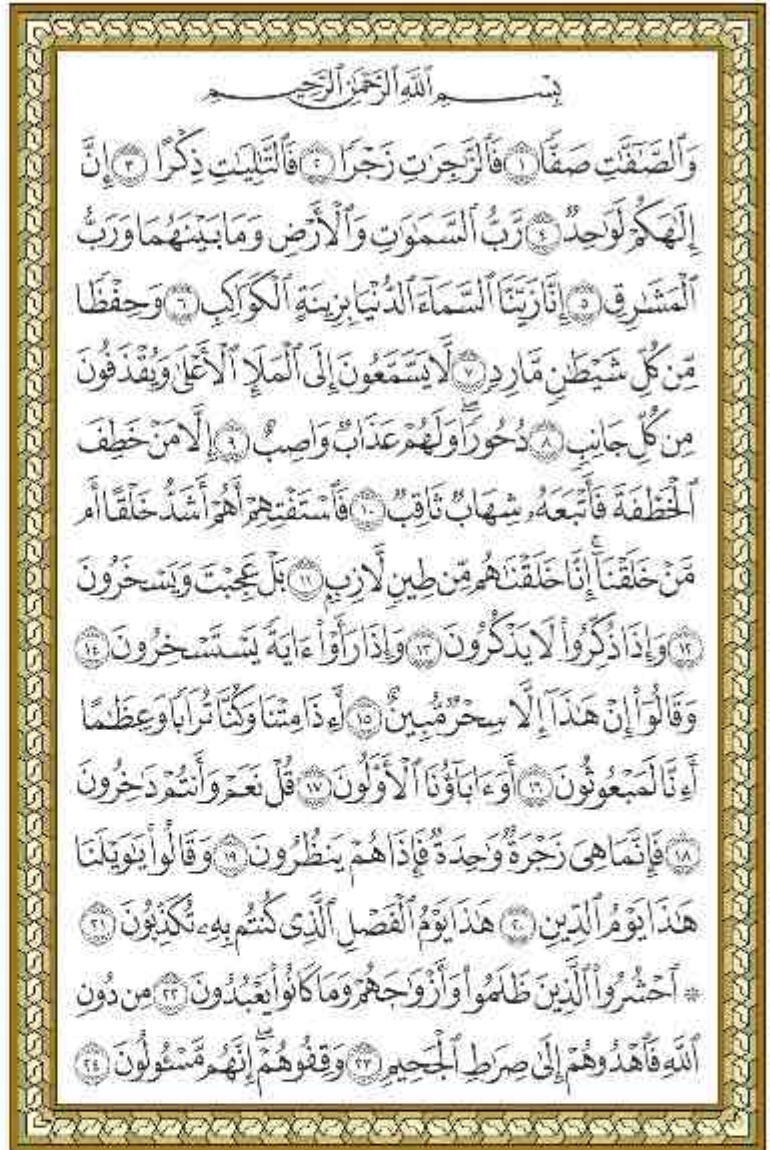 بِسْمِ ٱللَّهِ ٱلرَّحْمَٰنِ ٱلرَّحِيمِ
وَٱلصَّٰٓفَّٰتِ صَفًّا ١ فَٱلزَّٰجِرَٰتِ زَجْرًا ٢ فَٱلتَّٰلِيَٰتِ ذِكْرًا ٣ إِنَّ
إِلَٰهَكُمْ لَوَٰحِدٌ ٤ رَّبُّ ٱلسَّمَٰوَٰتِ وَٱلْأَرْضِ وَمَا بَيْنَهُمَا وَرَبُّ
ٱلْمَشَٰرِقِ ٥ إِنَّا زَيَّنَّا ٱلسَّمَآءَ ٱلدُّنْيَا بِزِينَةٍ ٱلْكَوَاكِبِ ٦ وَحِفْظًا
مِّن كُلِّ شَيْطَٰنٍ مَّارِدٍ ٧ لَّا يَسَّمَّعُونَ إِلَى ٱلْمَلَإِ ٱلْأَعْلَىٰ وَيُقْذَفُونَ
مِن كُلِّ جَانِبٍ ٨ دُحُورًا ۖ وَلَهُمْ عَذَابٌ وَاصِبٌ ٩ إِلَّا مَنْ خَطِفَ
ٱلْخَطْفَةَ فَأَتْبَعَهُۥ شِهَابٌ ثَاقِبٌ ١٠ فَٱسْتَفْتِهِمْ أَهُمْ أَشَدُّ خَلْقًا أَم
مَّنْ خَلَقْنَآ ۚ إِنَّا خَلَقْنَٰهُم مِّن طِينٍ لَّازِبٍ ١١ بَلْ عَجِبْتَ وَيَسْخَرُونَ
١٢ وَإِذَا ذُكِّرُوا۟ لَا يَذْكُرُونَ ١٣ وَإِذَا رَأَوْا۟ ءَايَةً يَسْتَسْخِرُونَ ١٤
وَقَالُوٓا۟ إِنْ هَٰذَآ إِلَّا سِحْرٌ مُّبِينٌ ١٥ أَءِذَا مِتْنَا وَكُنَّا تُرَابًا وَعِظَٰمًا
أَءِنَّا لَمَبْعُوثُونَ ١٦ أَوَءَابَآؤُنَا ٱلْأَوَّلُونَ ١٧ قُلْ نَعَمْ وَأَنتُمْ دَٰخِرُونَ
١٨ فَإِنَّمَا هِىَ زَجْرَةٌ وَٰحِدَةٌ فَإِذَا هُمْ يَنظُرُونَ ١٩ وَقَالُوا۟ يَٰوَيْلَنَا
هَٰذَا يَوْمُ ٱلدِّينِ ٢٠ هَٰذَا يَوْمُ ٱلْفَصْلِ ٱلَّذِى كُنتُم بِهِۦ تُكَذِّبُونَ ٢١
۞ ٱحْشُرُوا۟ ٱلَّذِينَ ظَلَمُوا۟ وَأَزْوَٰجَهُمْ وَمَا كَانُوا۟ يَعْبُدُونَ ٢٢ مِن دُونِ
ٱللَّهِ فَٱهْدُوهُمْ إِلَىٰ صِرَٰطِ ٱلْجَحِيمِ ٢٣ وَقِفُوهُمْ ۖ إِنَّهُم مَّسْـُٔولُونَ ٢٤